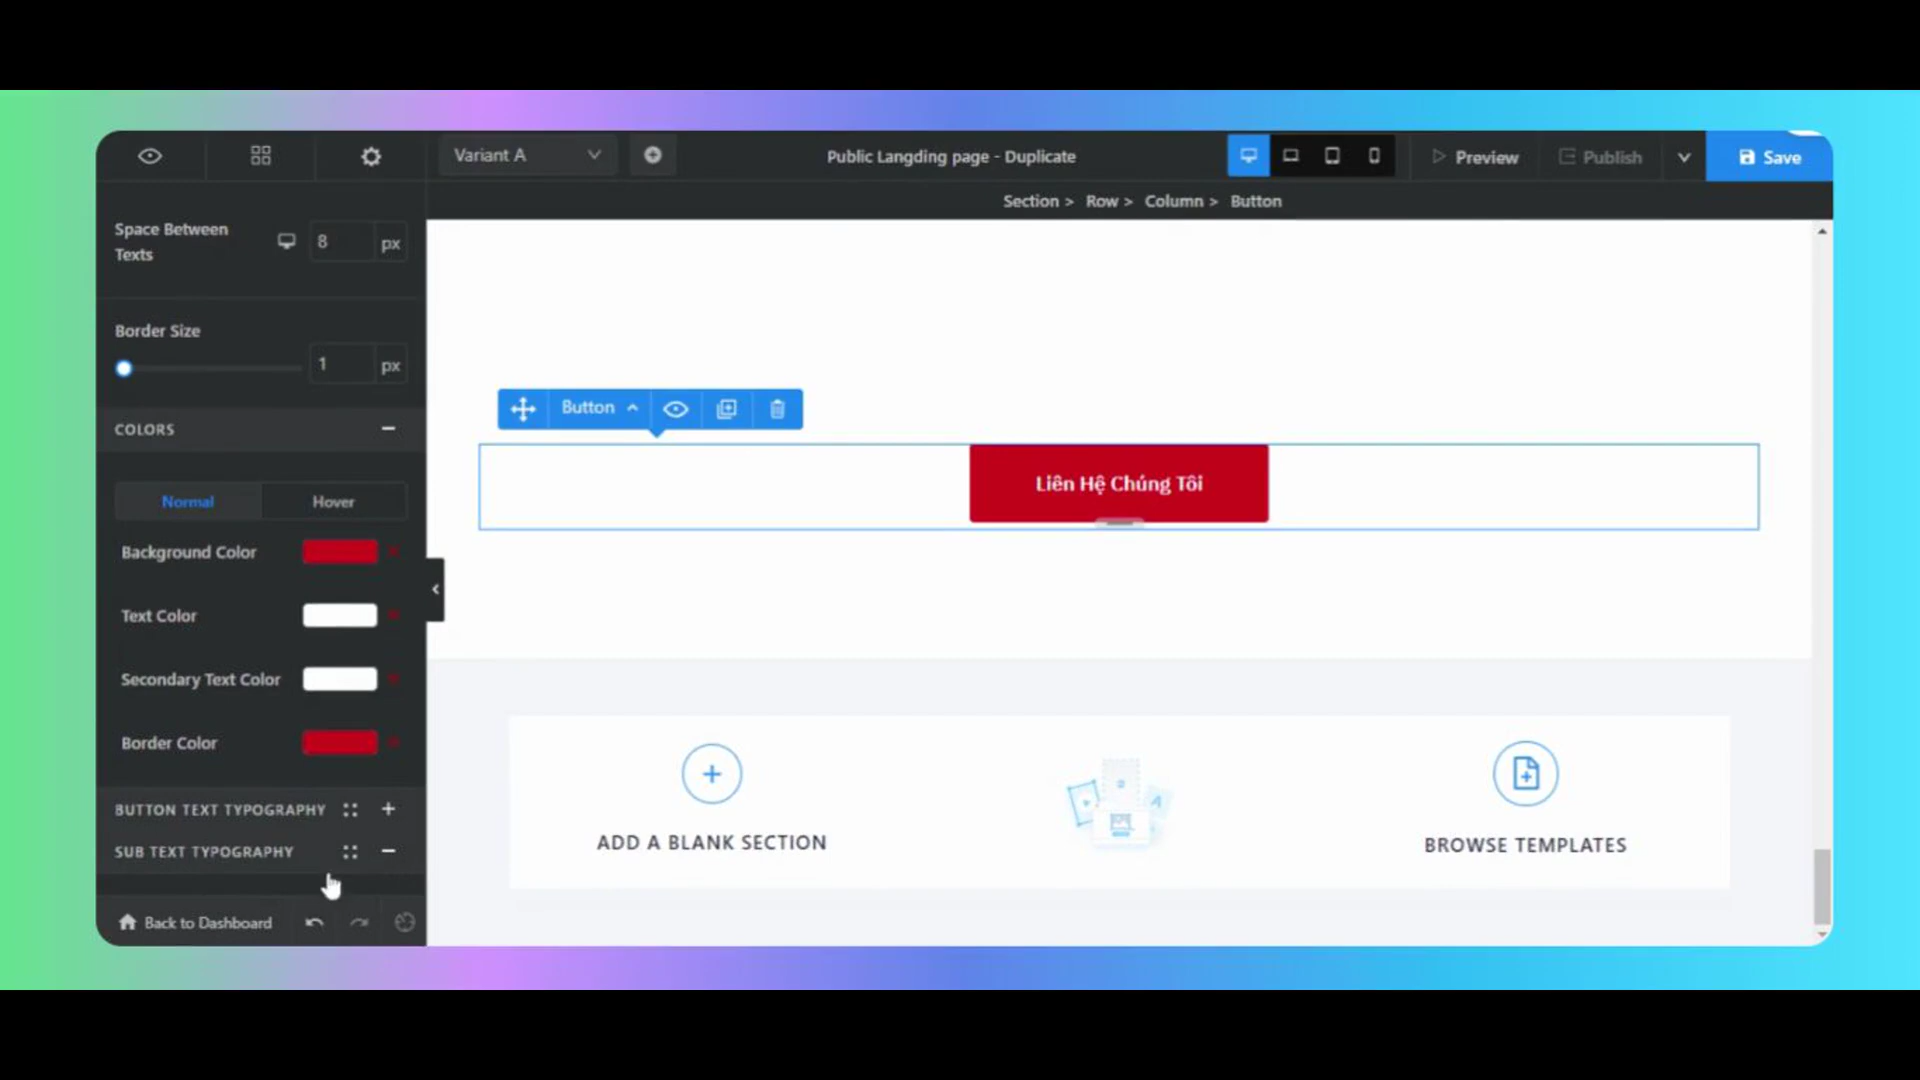 Variant A
Public Langding page - Duplicate
Preview
Publish
Save
Section > Row > Column > Button
Space Between
Texts
8
px
Border Size
1
px
COLORS
Normal
Hover
Background Color
Text Color
Secondary Text Color
Border Color
BUTTON TEXT TYPOGRAPHY
SUB TEXT TYPOGRAPHY
Back to Dashboard
Button
Liên Hệ Chúng Tôi
ADD A BLANK SECTION
BROWSE TEMPLATES